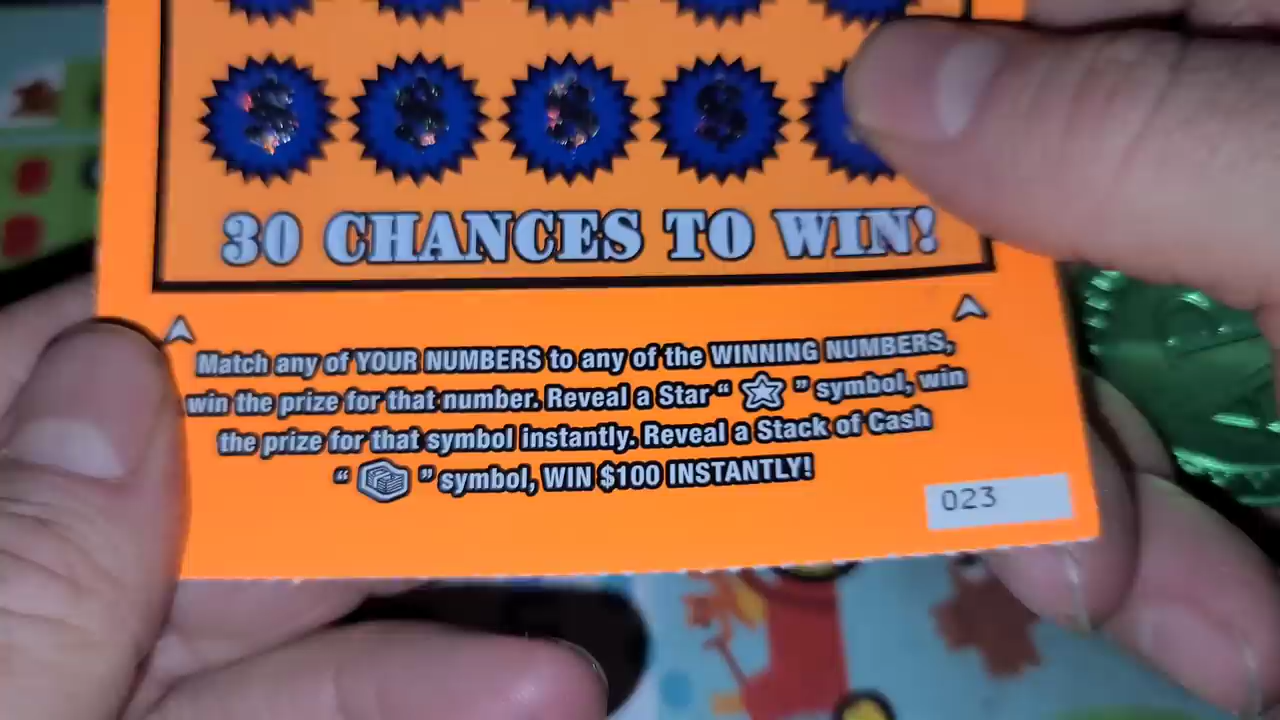 30 CHANCES TO WIN!
Match any of YOUR NUMBERS to any of the WINNING NUMBERS,
win the prize for that number. Reveal a Star “ ” symbol, win
the prize for that symbol instantly. Reveal a Stack of Cash
“ ” symbol, WIN $100 INSTANTLY!
023